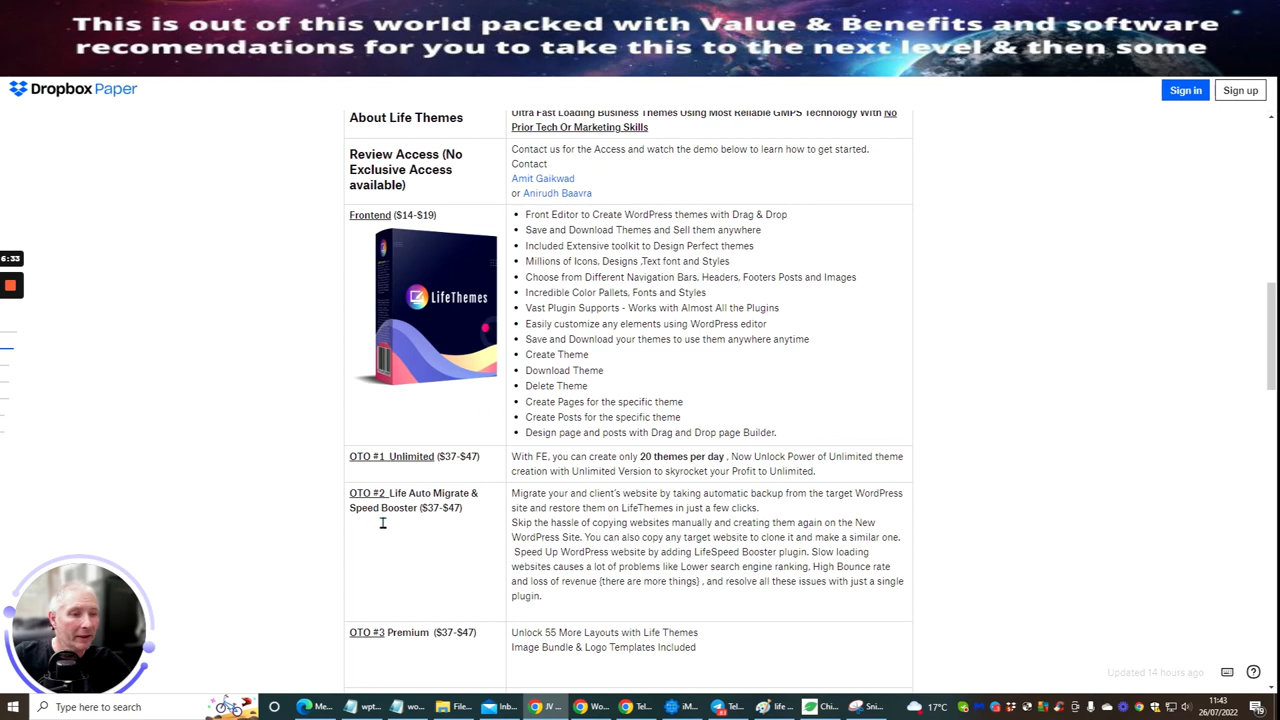 This is out of this world packed with Value & Benefits and software
recomendations for you to take this to the next level & then some
Dropbox Paper
Sign in
Sign up
About Life Themes
Ultra Fast Loading Business Themes Using Most Reliable GMPS Technology With No
Prior Tech Or Marketing Skills
Review Access (No
Exclusive Access
available)
Contact us for the Access and watch the demo below to learn how to get started.
Contact
Amit Gaikwad
or Anirudh Baavra
Frontend ($14-$19)
LifeThemes
• Front Editor to Create WordPress themes with Drag & Drop
• Save and Download Themes and Sell them anywhere
• Included Extensive toolkit to Design Perfect themes
• Millions of Icons, Designs ,Text font and Styles
• Choose from Different Navigation Bars, Headers, Footers Posts and Images
• Incredible Color Pallets, Fonts and Styles
• Vast Plugin Supports - Works with Almost All the Plugins
• Easily customize any elements using WordPress editor
• Save and Download your themes to use them anywhere anytime
• Create Theme
• Download Theme
• Delete Theme
• Create Pages for the specific theme
• Create Posts for the specific theme
• Design page and posts with Drag and Drop page Builder.
OTO #1 Unlimited ($37-$47)
With FE, you can create only 20 themes per day , Now Unlock Power of Unlimited theme
creation with Unlimited Version to skyrocket your Profit to Unlimited.
OTO #2 Life Auto Migrate &
Speed Booster ($37-$47)
Migrate your and client's website by taking automatic backup from the target WordPress
site and restore them on LifeThemes in just a few clicks.
Skip the hassle of copying websites manually and creating them again on the New
WordPress Site. You can also copy any target website to clone it and make a similar one.
Speed Up WordPress website by adding LifeSpeed Booster plugin. Slow loading
websites causes a lot of problems like Lower search engine ranking, High Bounce rate
and loss of revenue {there are more things} , and resolve all these issues with just a single
plugin.
OTO #3 Premium ($37-$47)
Unlock 55 More Layouts with Life Themes
Image Bundle & Logo Templates Included
6:33
Updated 14 hours ago
Type here to search
Me...
wpt...
wo...
File...
Inb...
JV ...
Wo...
Tel...
iM...
Tel...
life ...
Chi...
Sni...
17°C
11:43
26/07/2022
19